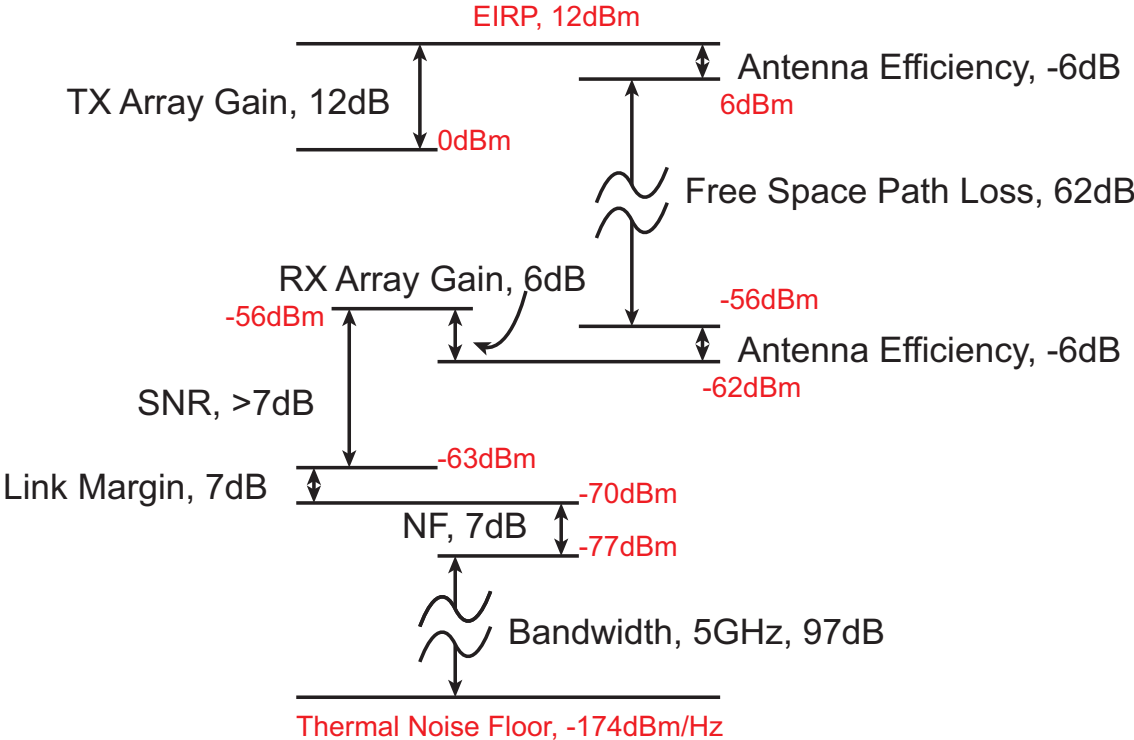 EIRP, 12dBm
Antenna Efficiency, -6dB
TX Array Gain, 12dB
6dBm
0dBm
Free Space Path Loss, 62dB
RX Array Gain, 6dB
-56dBm
-56dBm
Antenna Efficiency, -6dB
-62dBm
SNR, >7dB
-63dBm
Link Margin, 7dB
-70dBm
NF, 7dB
-77dBm
Bandwidth, 5GHz, 97dB
Thermal Noise Floor, -174dBm/Hz